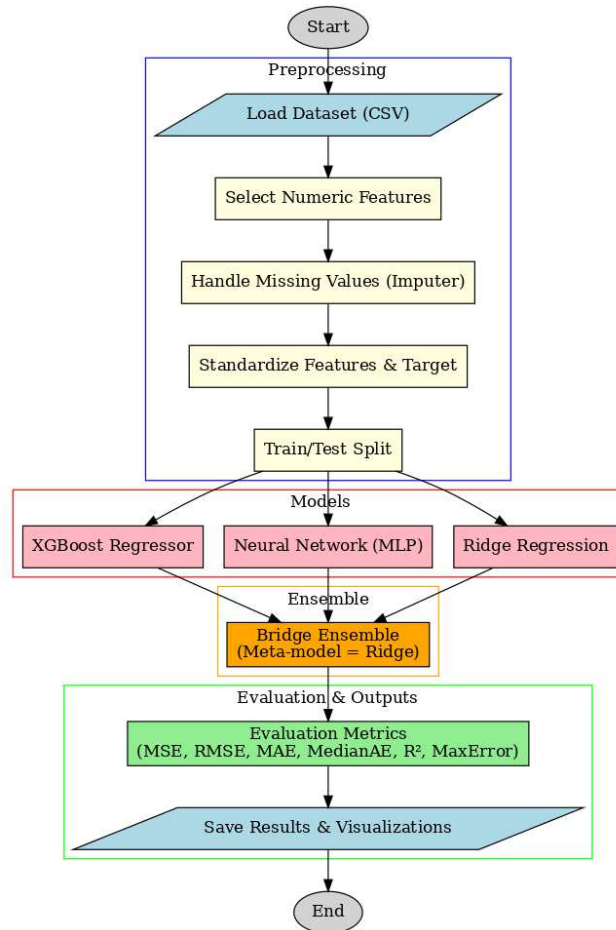 Start
Preprocessing
Load Dataset (CSV)
Select Numeric Features
Handle Missing Values (Imputer)
Standardize Features & Target
Train/Test Split
Models
XGBoost Regressor
Neural Network (MLP)
Ridge Regression
Ensemble
Bridge Ensemble
(Meta-model = Ridge)
Evaluation & Outputs
Evaluation Metrics
(MSE, RMSE, MAE, MedianAE, R², MaxError)
Save Results & Visualizations
End